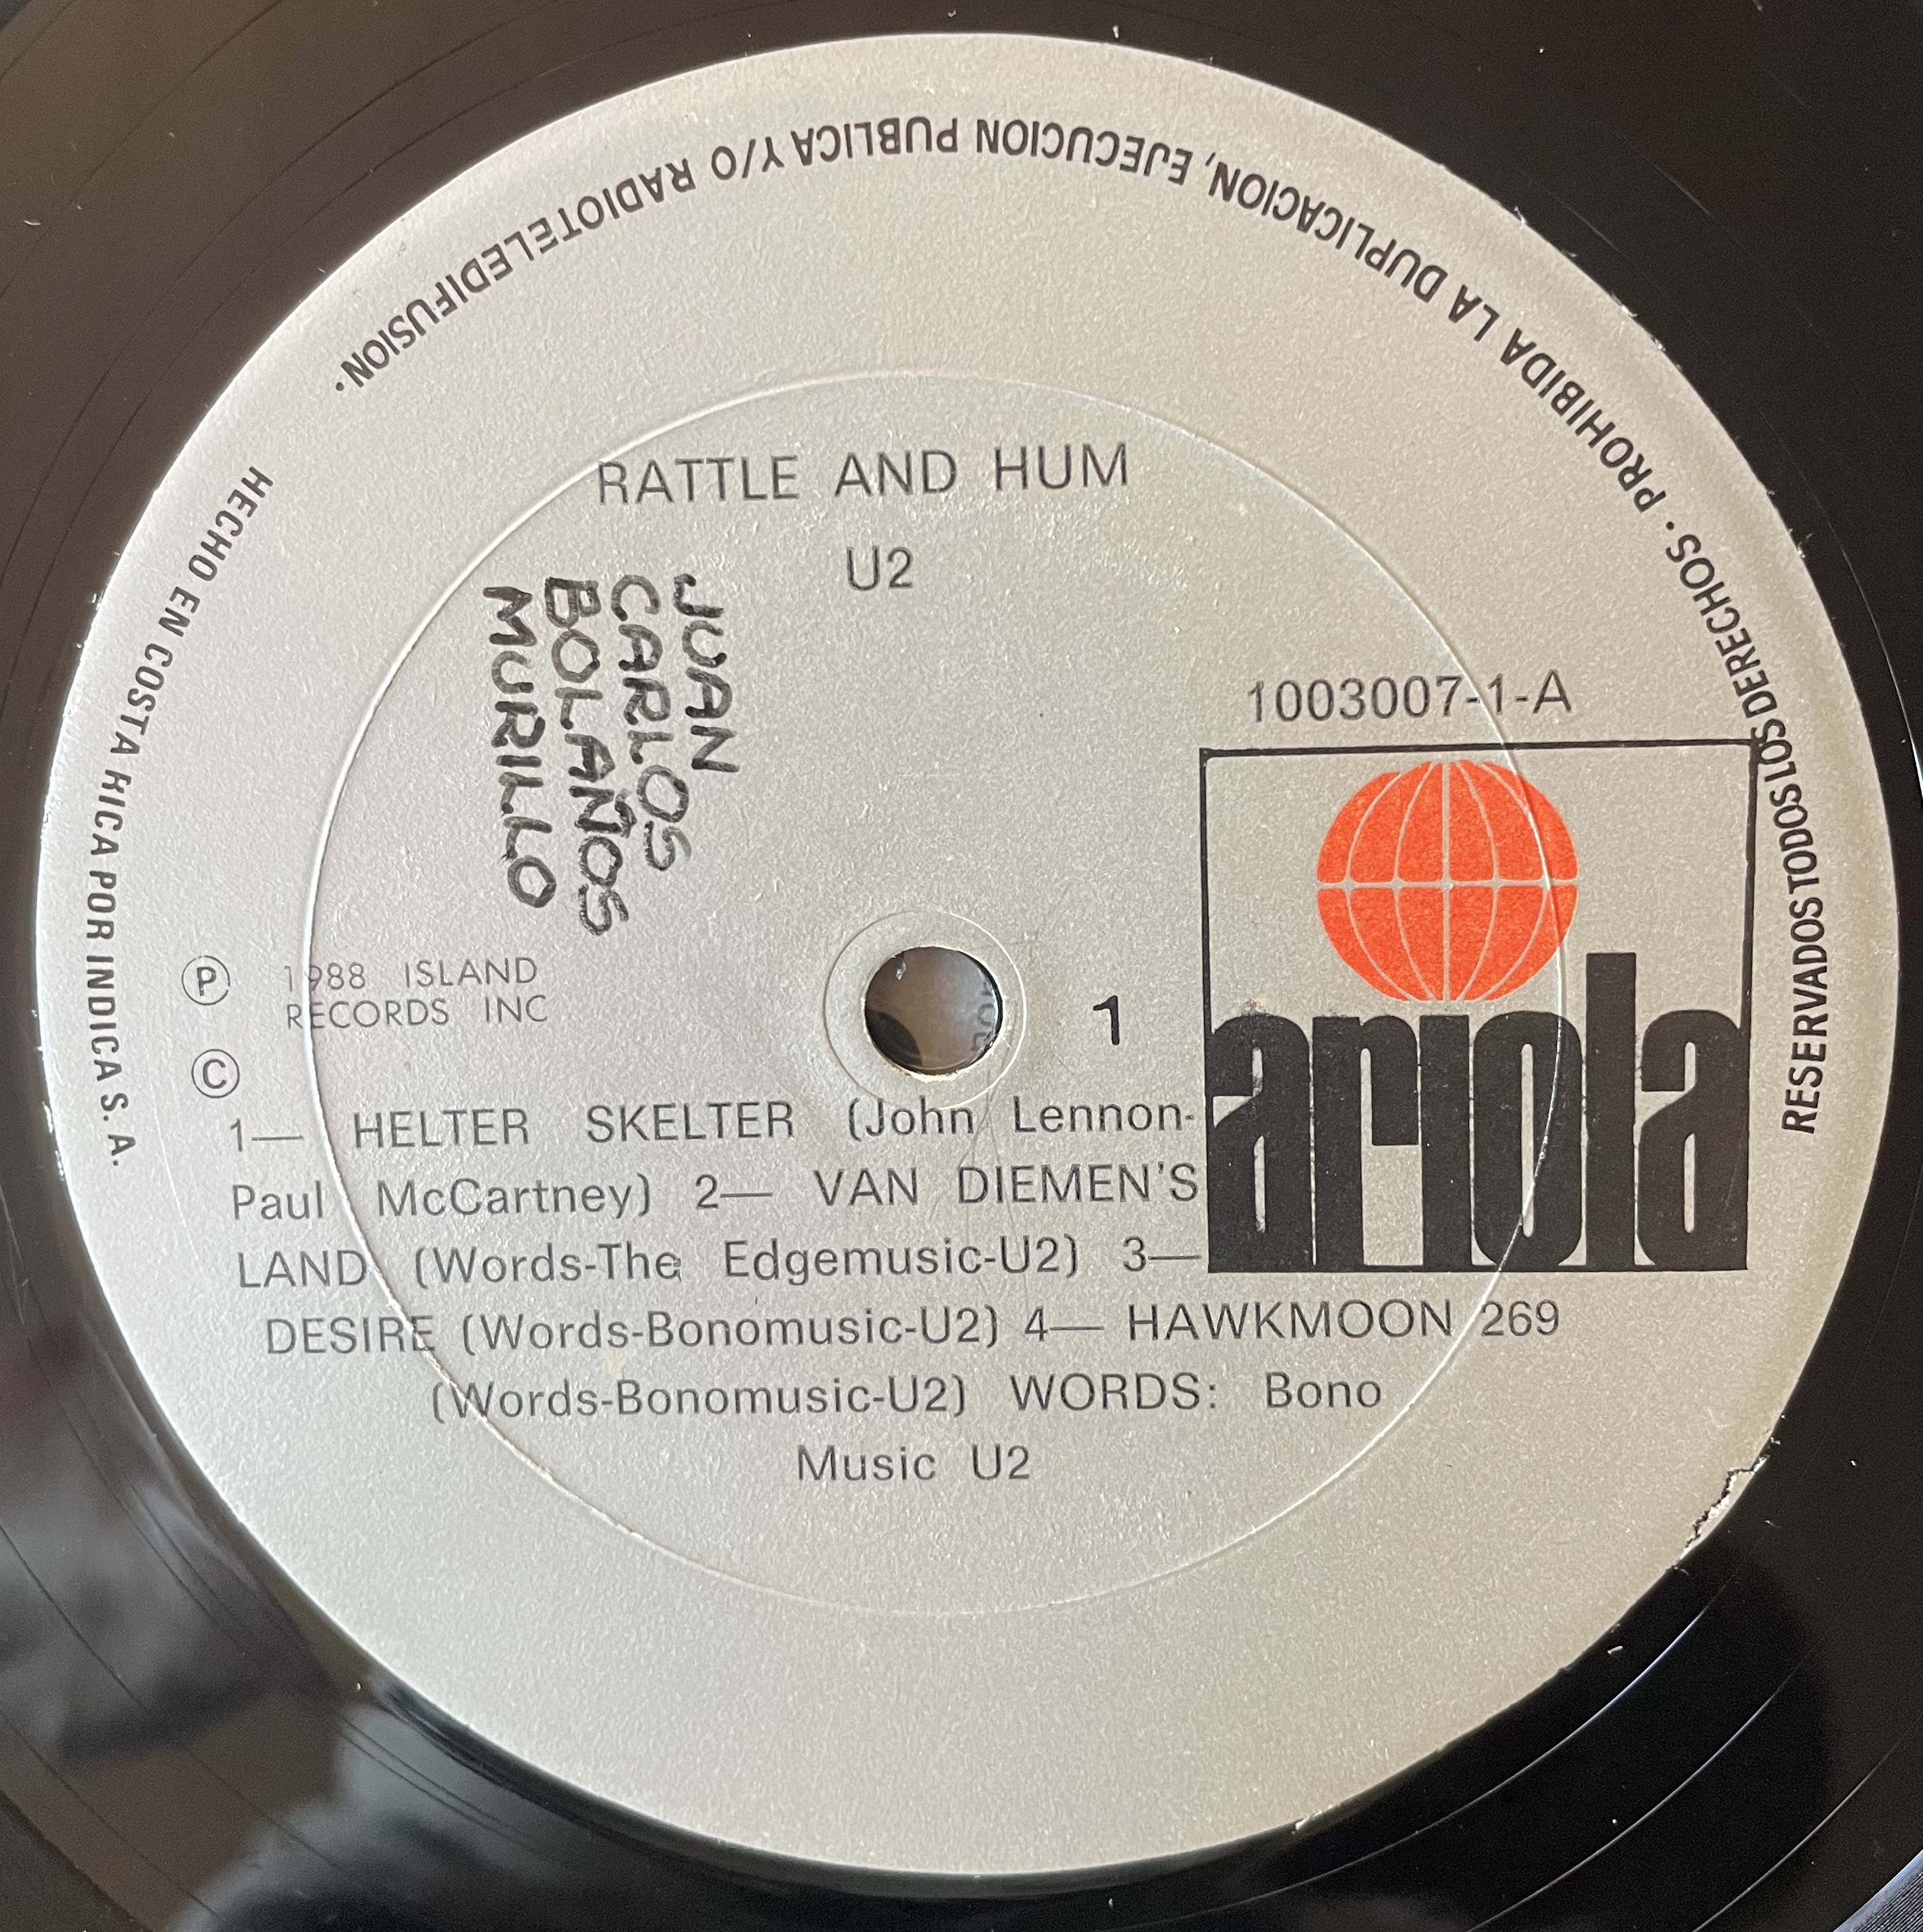 RESERVADOS TODOS LOS DERECHOS · PROHIBIDA LA DUPLICACION, EJECUCION PUBLICA Y/O RADIOTELEDIFUSION ·
HECHO EN COSTA RICA POR INDICA S. A.
RATTLE AND HUM
U2
JUAN
CARLOS
BOLAÑOS
MURILLO
1003007-1-A
ariola
Ⓟ 1988 ISLAND
RECORDS INC
Ⓒ
1
1— HELTER SKELTER (John Lennon-
Paul McCartney) 2— VAN DIEMEN'S
LAND (Words-The Edgemusic-U2) 3—
DESIRE (Words-Bonomusic-U2) 4— HAWKMOON 269
(Words-Bonomusic-U2) WORDS: Bono
Music U2